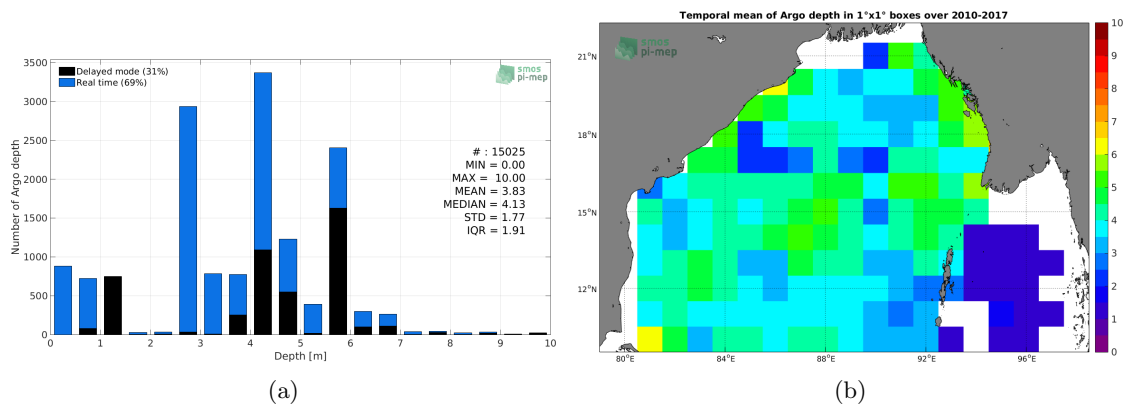 3500
3000
2500
2000
1500
1000
500
0
Number of Argo depth
Delayed mode (31%)
Real time (69%)
smos
pi-mep
# : 15025
MIN = 0.00
MAX = 10.00
MEAN = 3.83
MEDIAN = 4.13
STD = 1.77
IQR = 1.91
0 1 2 3 4 5 6 7 8 9 10
Depth [m]
(a)
Temporal mean of Argo depth in 1°x1° boxes over 2010-2017
smos
pi-mep
21°N
18°N
15°N
12°N
80°E 84°E 88°E 92°E 96°E
10
9
8
7
6
5
4
3
2
1
0
(b)